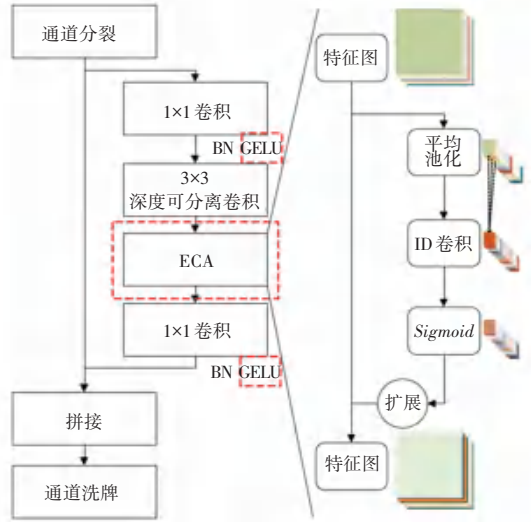 通道分裂
1×1 卷积
BN GELU
3×3
深度可分离卷积
ECA
1×1 卷积
BN GELU
拼接
通道洗牌
特征图
平均
池化
ID 卷积
Sigmoid
扩展
特征图